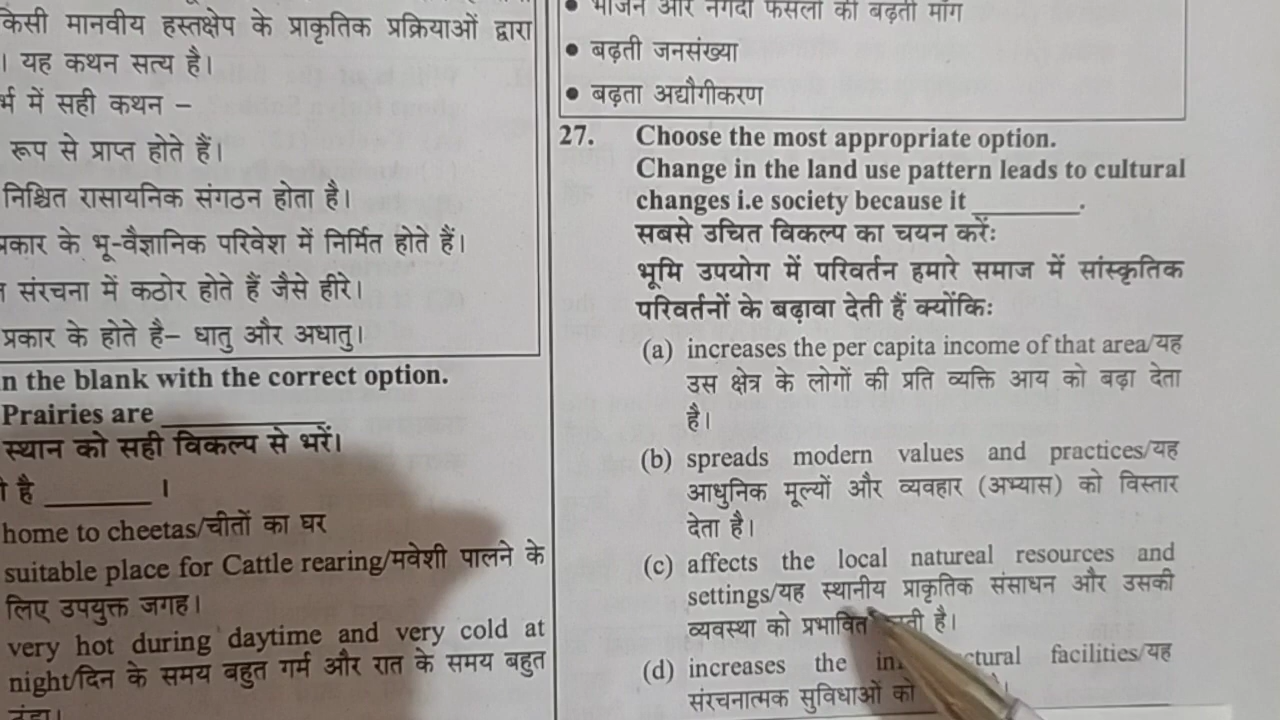 किसी मानवीय हस्तक्षेप के प्राकृतिक प्रक्रियाओं द्वारा
। यह कथन सत्य है।
में सही कथन –
रूप से प्राप्त होते हैं।
निश्चित रासायनिक संगठन होता है।
प्रकार के भू-वैज्ञानिक परिवेश में निर्मित होते हैं।
संरचना में कठोर होते हैं जैसे हीरे।
प्रकार के होते है– धातु और अधातु।
n the blank with the correct option.
Prairies are ________
स्थान को सही विकल्प से भरें।
है ________ ।
home to cheetas/चीतों का घर
suitable place for Cattle rearing/मवेशी पालने के
लिए उपयुक्त जगह।
very hot during daytime and very cold at
night/दिन के समय बहुत गर्म और रात के समय बहुत
ठंडा।
• भोजन और नगदी फसलों की बढ़ती माँग
• बढ़ती जनसंख्या
• बढ़ता अद्यौगीकरण
27. Choose the most appropriate option.
Change in the land use pattern leads to cultural
changes i.e society because it ________.
सबसे उचित विकल्प का चयन करेंः
भूमि उपयोग में परिवर्तन हमारे समाज में सांस्कृतिक
परिवर्तनों के बढ़ावा देती हैं क्योंकिः
(a) increases the per capita income of that area/यह
उस क्षेत्र के लोगों की प्रति व्यक्ति आय को बढ़ा देता
है।
(b) spreads modern values and practices/यह
आधुनिक मूल्यों और व्यवहार (अभ्यास) को विस्तार
देता है।
(c) affects the local natureal resources and
settings/यह स्थानीय प्राकृतिक संसाधन और उसकी
व्यवस्था को प्रभावित है।
(d) increases the facilities/यह
संरचनात्मक सुविधाओं को